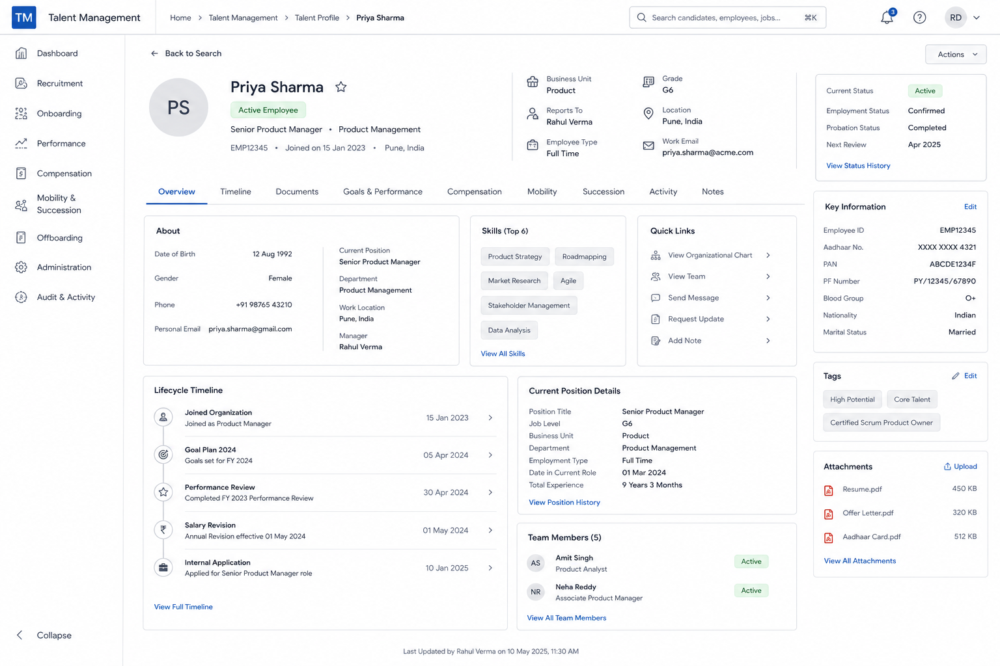 TM
Talent Management
Home > Talent Management > Talent Profile > Priya Sharma
Search candidates, employees, jobs... ⌘K
3
RD
Dashboard
Recruitment
Onboarding
Performance
Compensation
Mobility &
Succession
Offboarding
Administration
Audit & Activity
Collapse
← Back to Search
Actions
PS
Priya Sharma
Active Employee
Senior Product Manager • Product Management
EMP12345 • Joined on 15 Jan 2023 • Pune, India
Business Unit
Product
Reports To
Rahul Verma
Employee Type
Full Time
Grade
G6
Location
Pune, India
Work Email
priya.sharma@acme.com
Current Status Active
Employment Status Confirmed
Probation Status Completed
Next Review Apr 2025
View Status History
Overview Timeline Documents Goals & Performance Compensation Mobility Succession Activity Notes
About
Date of Birth 12 Aug 1992
Gender Female
Phone +91 98765 43210
Personal Email priya.sharma@gmail.com
Current Position
Senior Product Manager
Department
Product Management
Work Location
Pune, India
Manager
Rahul Verma
Skills (Top 6)
Product Strategy Roadmapping
Market Research Agile
Stakeholder Management
Data Analysis
View All Skills
Quick Links
View Organizational Chart
View Team
Send Message
Request Update
Add Note
Key Information Edit
Employee ID EMP12345
Aadhaar No. XXXX XXXX 4321
PAN ABCDE1234F
PF Number PY/12345/67890
Blood Group O+
Nationality Indian
Marital Status Married
Lifecycle Timeline
Joined Organization
Joined as Product Manager
15 Jan 2023
Goal Plan 2024
Goals set for FY 2024
05 Apr 2024
Performance Review
Completed FY 2023 Performance Review
30 Apr 2024
₹
Salary Revision
Annual Revision effective 01 May 2024
01 May 2024
Internal Application
Applied for Senior Product Manager role
10 Jan 2025
View Full Timeline
Current Position Details
Position Title Senior Product Manager
Job Level G6
Business Unit Product
Department Product Management
Employment Type Full Time
Date in Current Role 01 Mar 2024
Total Experience 9 Years 3 Months
View Position History
Team Members (5)
AS
Amit Singh
Product Analyst
Active
NR
Neha Reddy
Associate Product Manager
Active
View All Team Members
Tags Edit
High Potential Core Talent
Certified Scrum Product Owner
Attachments Upload
Resume.pdf 450 KB
Offer Letter.pdf 320 KB
Aadhaar Card.pdf 512 KB
View All Attachments
Last Updated by Rahul Verma on 10 May 2025, 11:30 AM